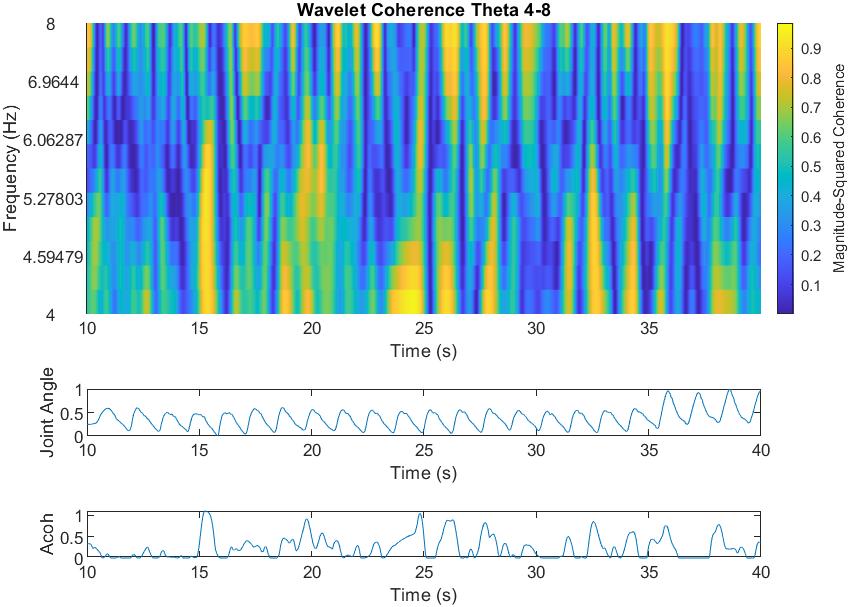 Wavelet Coherence Theta 4-8
8
6.9644
6.06287
5.27803
4.59479
4
Frequency (Hz)
10 15 20 25 30 35
Time (s)
0.9
0.8
0.7
0.6
0.5
0.4
0.3
0.2
0.1
Magnitude-Squared Coherence
Joint Angle
1
0.5
0
10 15 20 25 30 35 40
Time (s)
Acoh
1
0.5
0
10 15 20 25 30 35 40
Time (s)